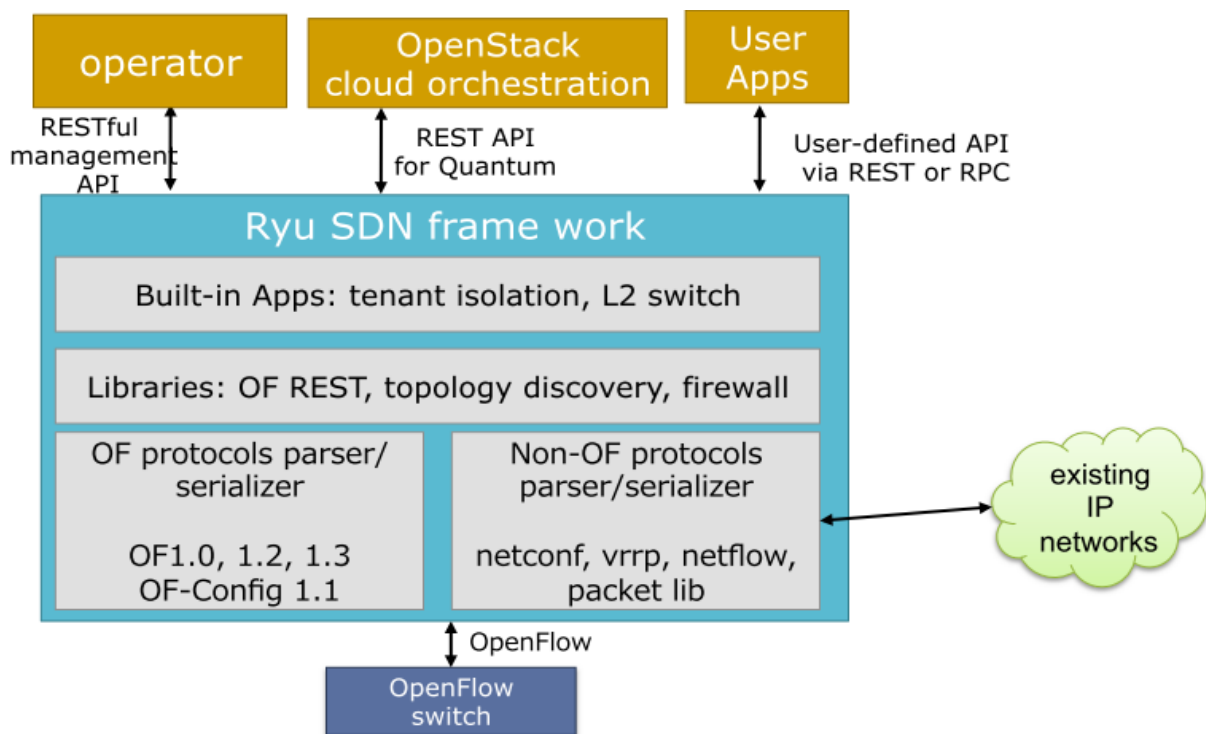 operator
OpenStack
cloud orchestration
User
Apps
RESTful
management
API
REST API
for Quantum
User-defined API
via REST or RPC
Ryu SDN frame work
Built-in Apps: tenant isolation, L2 switch
Libraries: OF REST, topology discovery, firewall
OF protocols parser/
serializer
OF1.0, 1.2, 1.3
OF-Config 1.1
Non-OF protocols
parser/serializer
netconf, vrrp, netflow,
packet lib
existing
IP
networks
OpenFlow
OpenFlow
switch